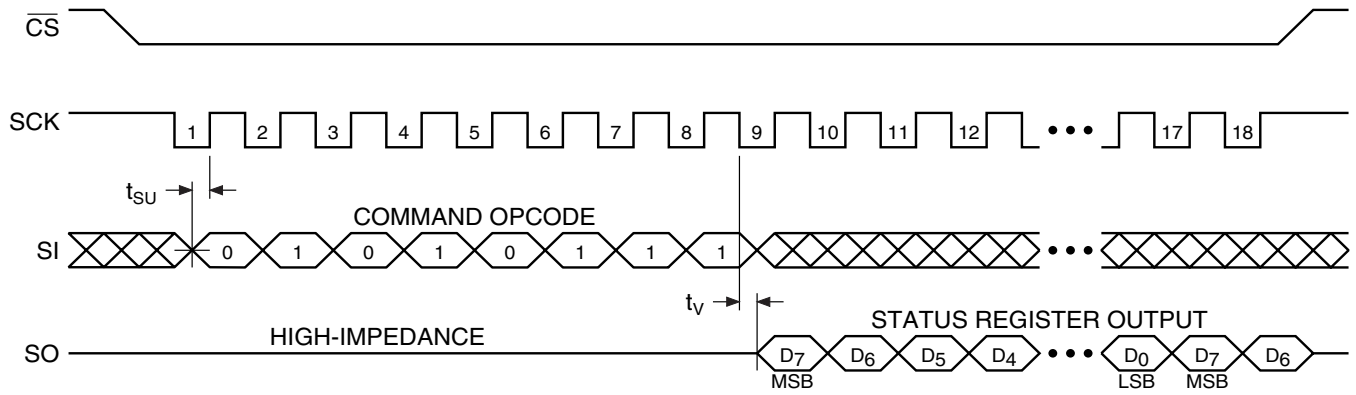 CS
SCK 1 2 3 4 5 6 7 8 9 10 11 12 ••• 17 18
tSU
COMMAND OPCODE
SI 0 1 0 1 0 1 1 1 •••
tV
HIGH-IMPEDANCE
STATUS REGISTER OUTPUT
SO D7 D6 D5 D4 ••• D0 D7 D6
MSB LSB MSB